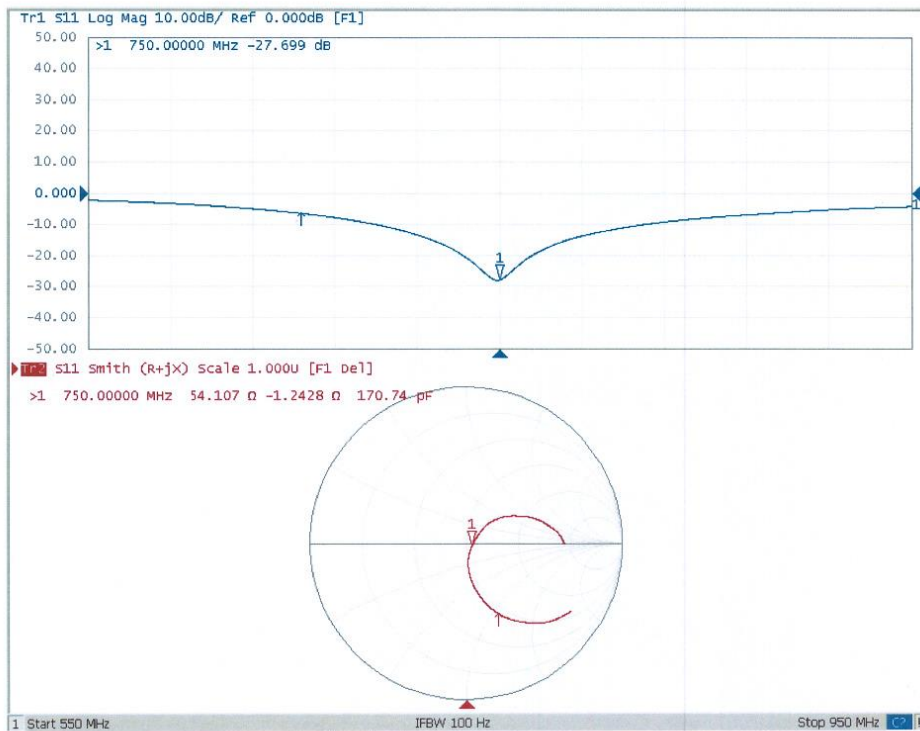 Tr1 S11 Log Mag 10.00dB/ Ref 0.000dB [F1]
50.00
>1 750.00000 MHz -27.699 dB
40.00
30.00
20.00
10.00
0.000
1
-10.00
-20.00
1
-30.00
-40.00
-50.00
Tr2 S11 Smith (R+jX) Scale 1.000U [F1 Del]
>1 750.00000 MHz 54.107 Ω -1.2428 Ω 170.74 pF
1
1 Start 550 MHz IFBW 100 Hz Stop 950 MHz C?